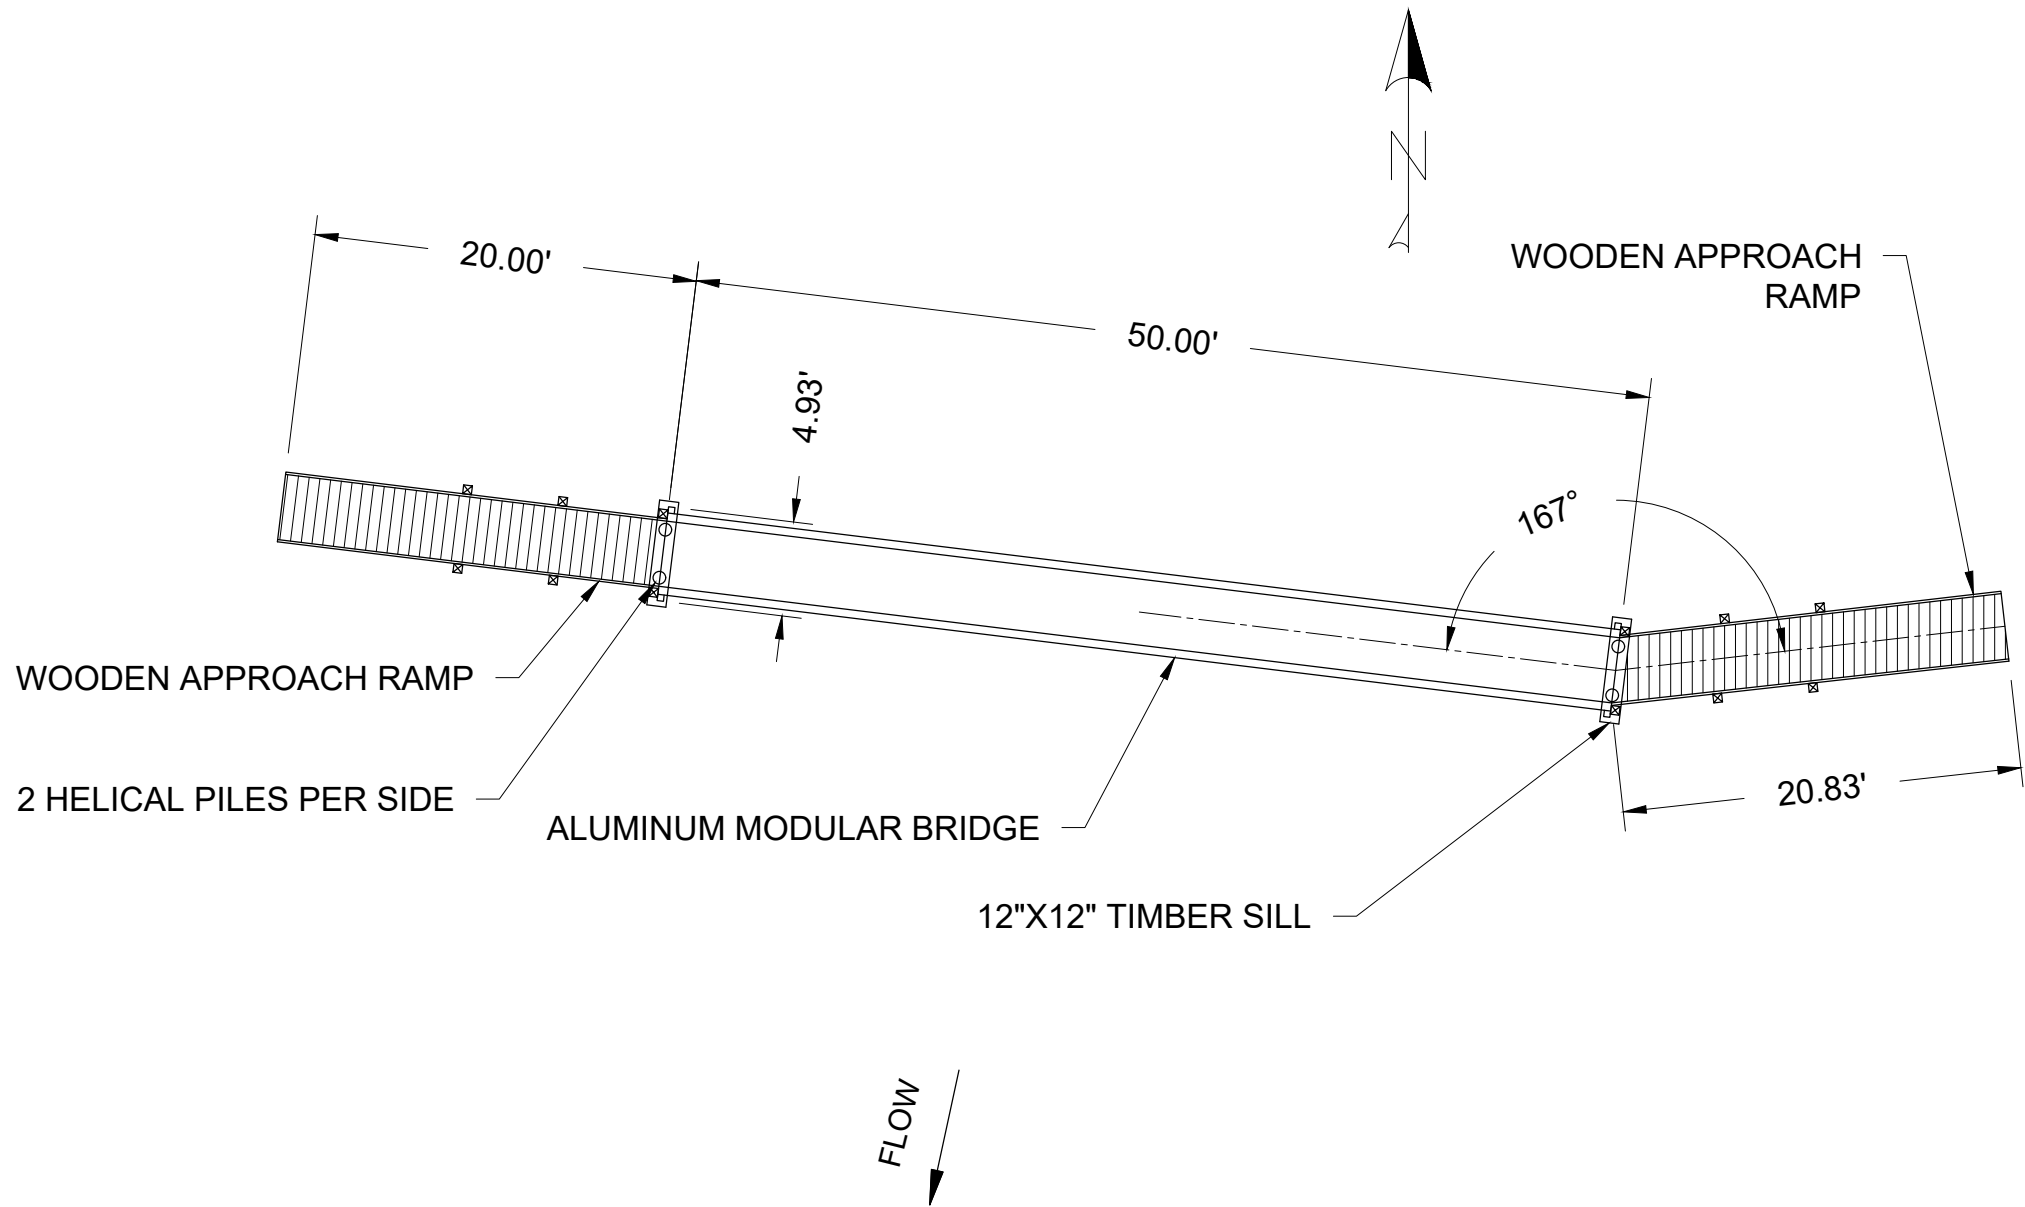 N
20.00'
WOODEN APPROACH
RAMP
50.00'
4.93'
167°
WOODEN APPROACH RAMP
20.83'
2 HELICAL PILES PER SIDE
ALUMINUM MODULAR BRIDGE
12"X12" TIMBER SILL
FLOW